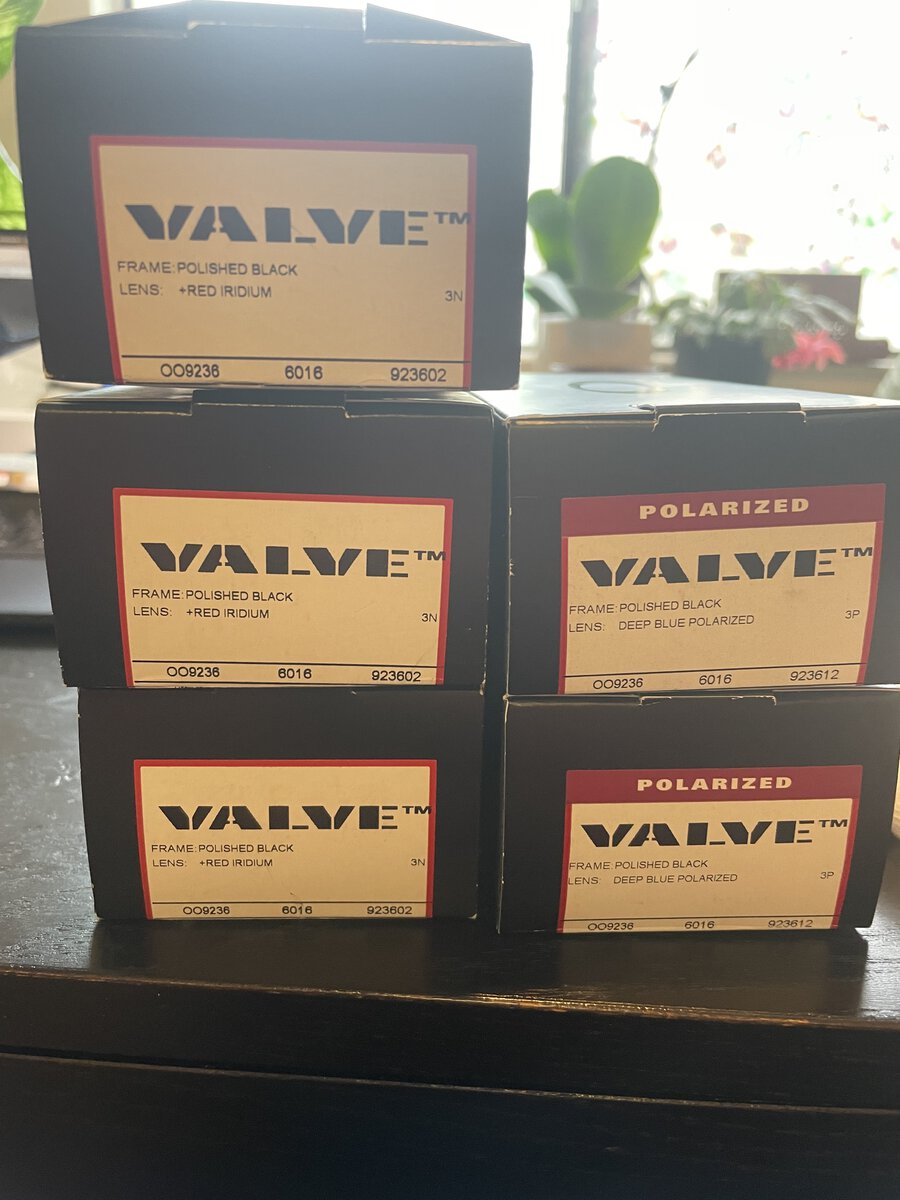 VALVE™
FRAME: POLISHED BLACK
LENS: +RED IRIDIUM 3N
OO9236 6016 923602
VALVE™
FRAME: POLISHED BLACK
LENS: +RED IRIDIUM 3N
OO9236 6016 923602
VALVE™
FRAME: POLISHED BLACK
LENS: +RED IRIDIUM 3N
OO9236 6016 923602
POLARIZED
VALVE™
FRAME: POLISHED BLACK
LENS: DEEP BLUE POLARIZED 3P
OO9236 6016 923612
POLARIZED
VALVE™
FRAME: POLISHED BLACK
LENS: DEEP BLUE POLARIZED 3P
OO9236 6016 923612